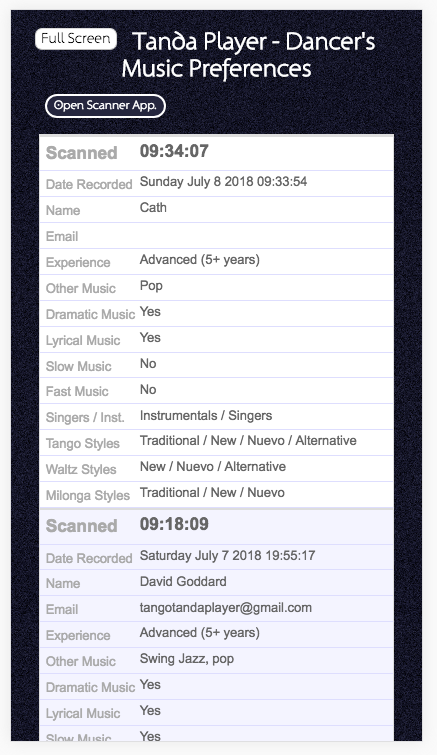 Full Screen Tanda Player - Dancer's
Music Preferences
Open Scanner App.
Scanned 09:34:07
Date Recorded Sunday July 8 2018 09:33:54
Name Cath
Email
Experience Advanced (5+ years)
Other Music Pop
Dramatic Music Yes
Lyrical Music Yes
Slow Music No
Fast Music No
Singers / Inst. Instrumentals / Singers
Tango Styles Traditional / New / Nuevo / Alternative
Waltz Styles New / Nuevo / Alternative
Milonga Styles Traditional / New / Nuevo
Scanned 09:18:09
Date Recorded Saturday July 7 2018 19:55:17
Name David Goddard
Email tangotandaplayer@gmail.com
Experience Advanced (5+ years)
Other Music Swing Jazz, pop
Dramatic Music Yes
Lyrical Music Yes
Slow Music Yes